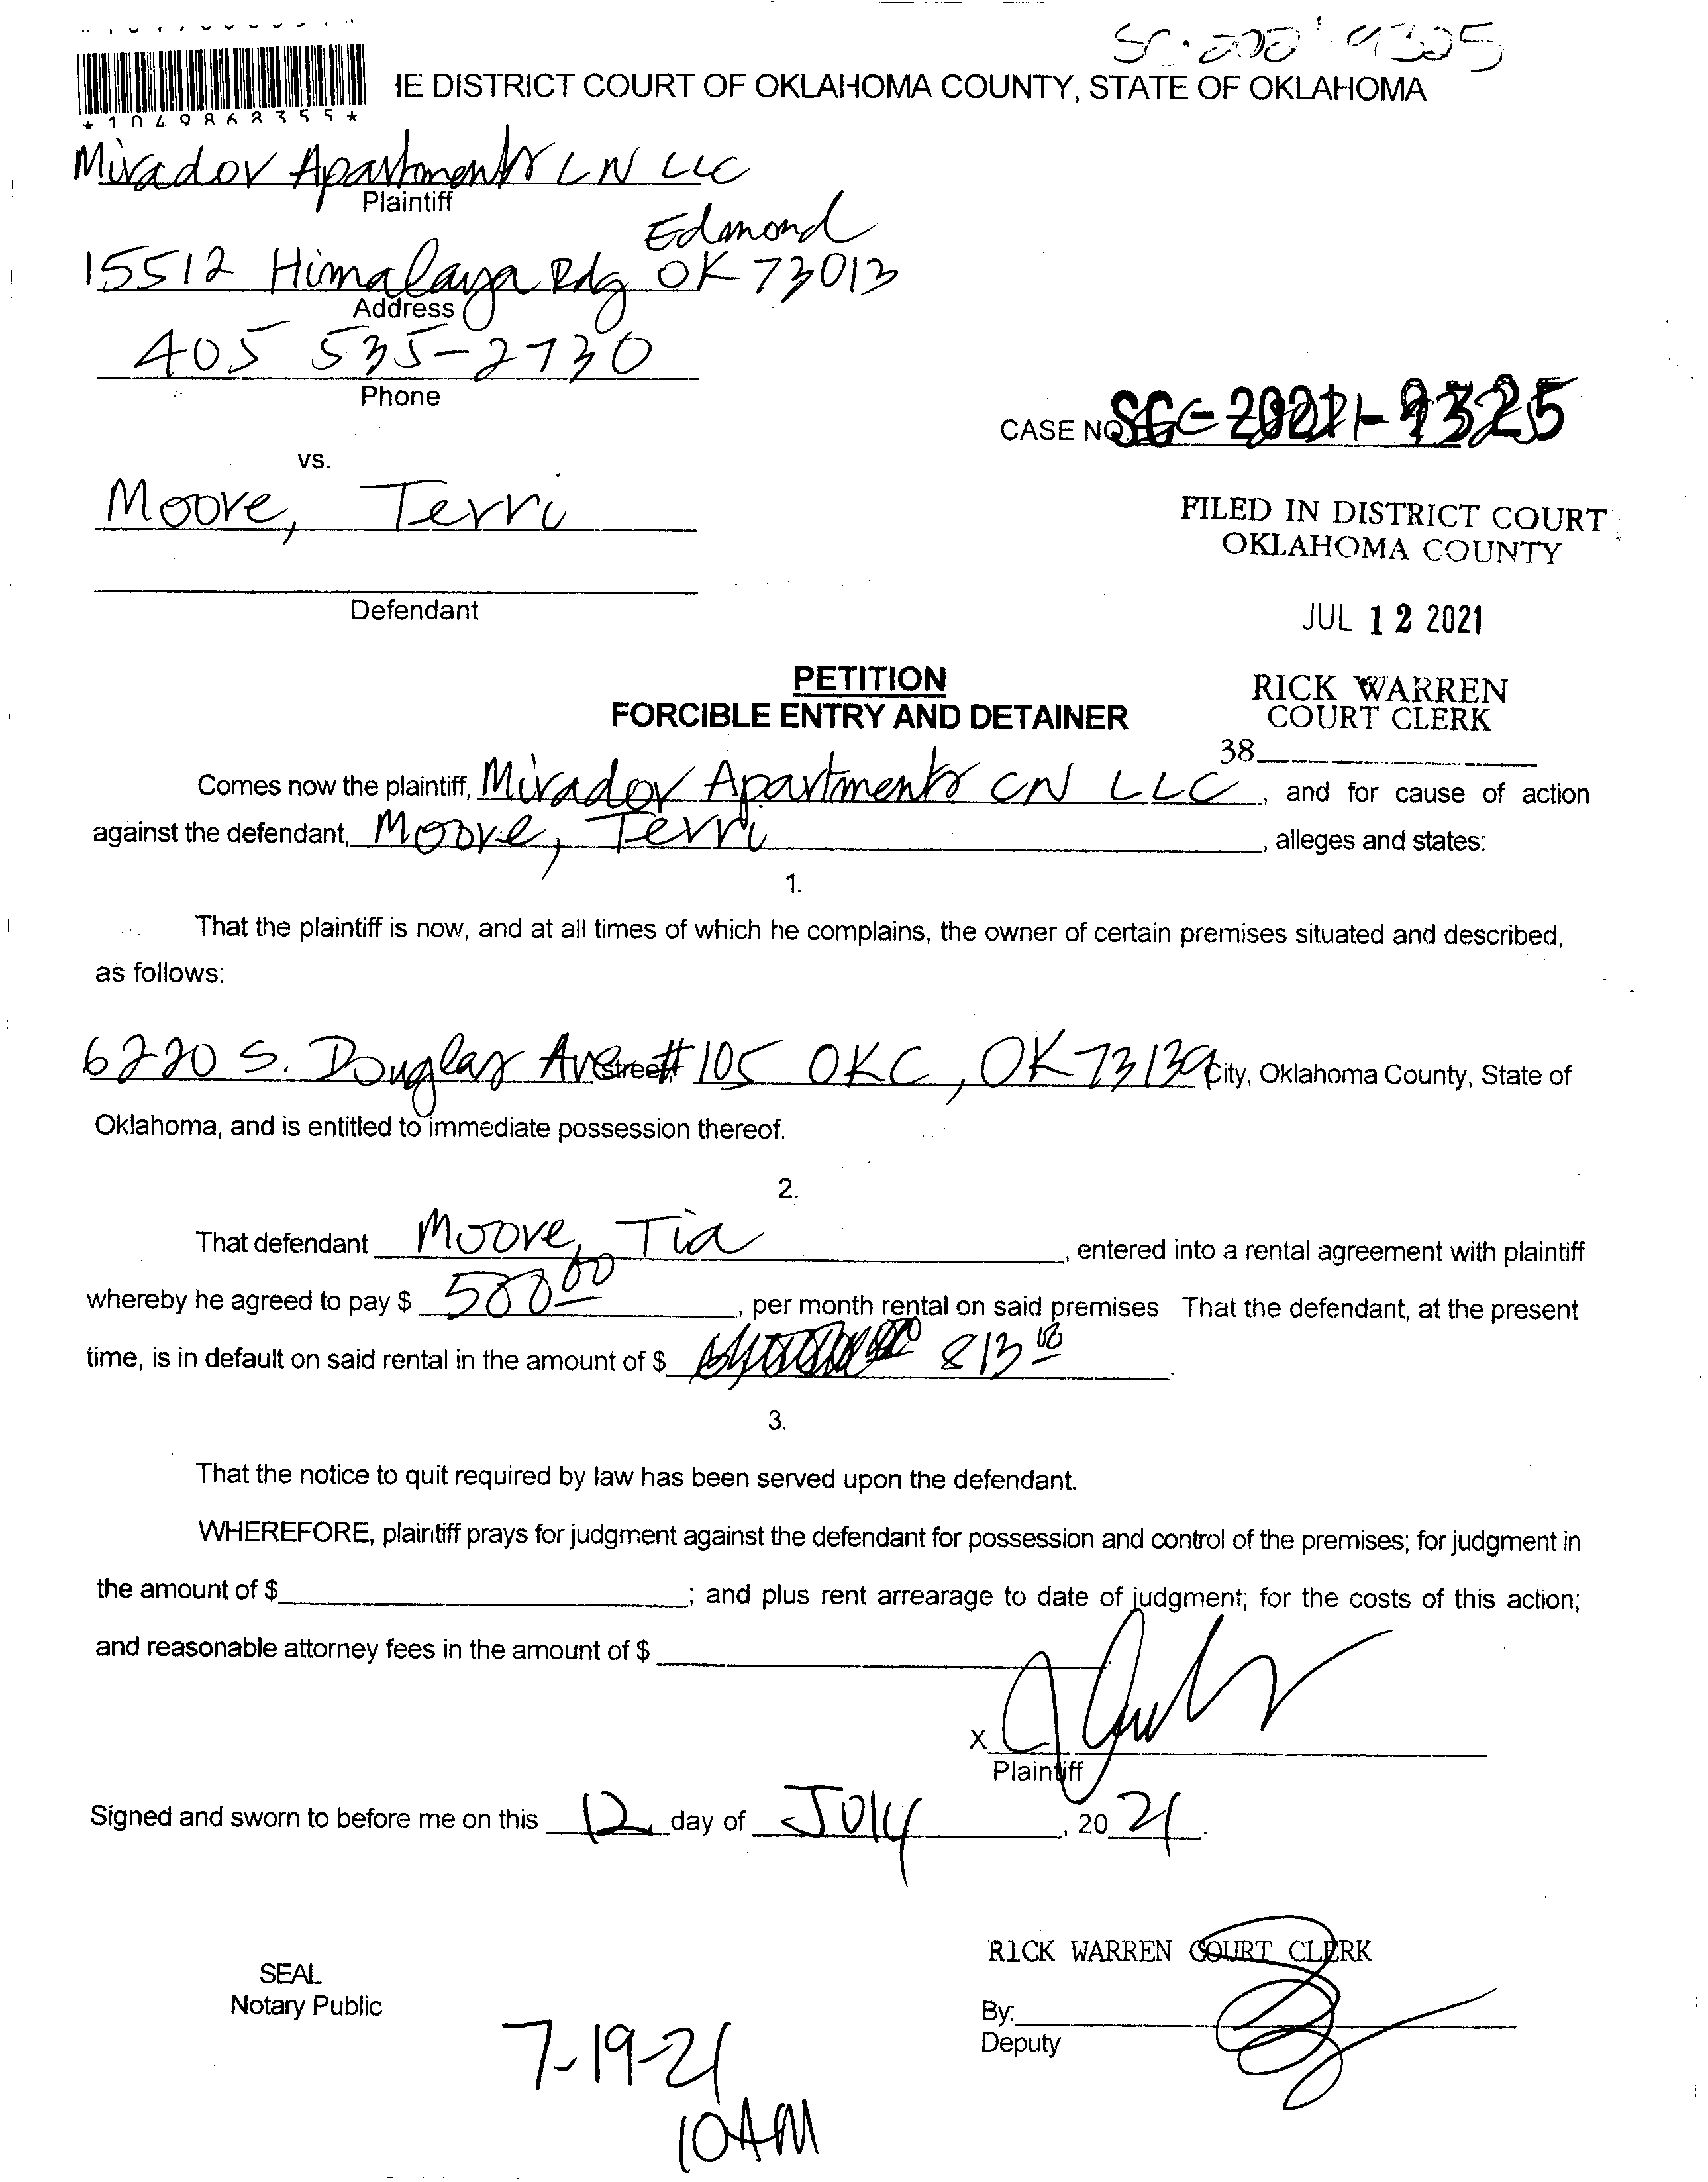 SC-202 9325
*1049868355*
HE DISTRICT COURT OF OKLAHOMA COUNTY, STATE OF OKLAHOMA
Mirador Apartments LN LLC
Plaintiff
Edmond
15512 Himalaya Rdg OK 73013
Address
405 535-2730
Phone
CASE NO SC-2021-9325
vs.
Moore, Terri
FILED IN DISTRICT COURT
OKLAHOMA COUNTY
Defendant
JUL 12 2021
PETITION
FORCIBLE ENTRY AND DETAINER
RICK WARREN
COURT CLERK
38
Comes now the plaintiff, Mirador Apartments CN LLC, and for cause of action
against the defendant, Moore, Terri, alleges and states:
1.
That the plaintiff is now, and at all times of which he complains, the owner of certain premises situated and described,
as follows:
6220 S. Douglas Ave Street #105 OKC, OK 73139 City, Oklahoma County, State of
Oklahoma, and is entitled to immediate possession thereof.
2.
That defendant Moore, Tia, entered into a rental agreement with plaintiff
whereby he agreed to pay $ 500.00, per month rental on said premises That the defendant, at the present
time, is in default on said rental in the amount of $ 813.00.
3.
That the notice to quit required by law has been served upon the defendant.
WHEREFORE, plaintiff prays for judgment against the defendant for possession and control of the premises; for judgment in
the amount of $; and plus rent arrearage to date of judgment; for the costs of this action;
and reasonable attorney fees in the amount of $
X
Plaintiff
Signed and sworn to before me on this 12 day of JUly, 20 21.
RICK WARREN COURT CLERK
SEAL
Notary Public
By:
Deputy
7-19-21
10AM